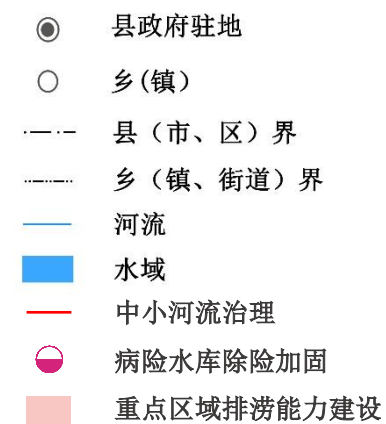 县政府驻地
乡(镇）
县（市、区）界
乡（镇、街道）界
河流
水域
中小河流治理
病险水库除险加固
重点区域排涝能力建设